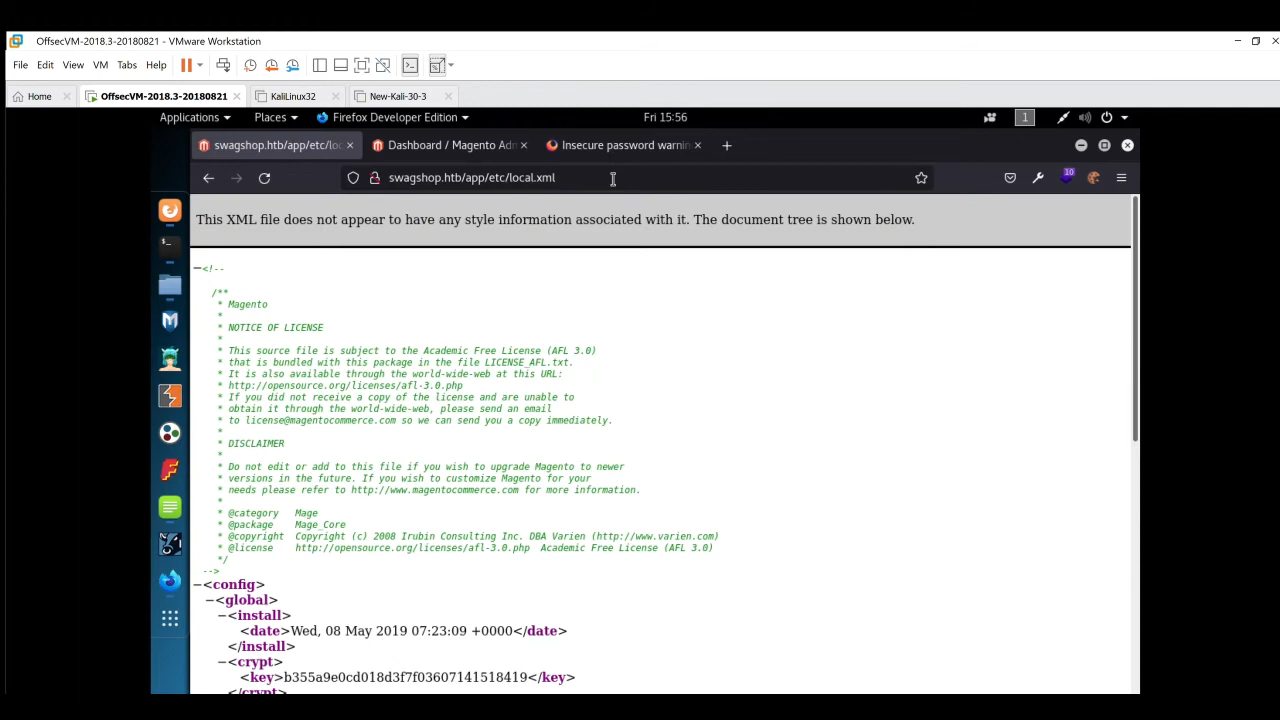 OffsecVM-2018.3-20180821 - VMware Workstation
File Edit View VM Tabs Help
Home OffsecVM-2018.3-20180821 KaliLinux32 New-Kali-30-3
Applications Places Firefox Developer Edition Fri 15:56 1
swagshop.htb/app/etc/loc Dashboard / Magento Adn Insecure password warnin
swagshop.htb/app/etc/local.xml 10
This XML file does not appear to have any style information associated with it. The document tree is shown below.
−<!--
/**
* Magento
*
* NOTICE OF LICENSE
*
* This source file is subject to the Academic Free License (AFL 3.0)
* that is bundled with this package in the file LICENSE_AFL.txt.
* It is also available through the world-wide-web at this URL:
* http://opensource.org/licenses/afl-3.0.php
* If you did not receive a copy of the license and are unable to
* obtain it through the world-wide-web, please send an email
* to license@magentocommerce.com so we can send you a copy immediately.
*
* DISCLAIMER
*
* Do not edit or add to this file if you wish to upgrade Magento to newer
* versions in the future. If you wish to customize Magento for your
* needs please refer to http://www.magentocommerce.com for more information.
*
* @category Mage
* @package Mage_Core
* @copyright Copyright (c) 2008 Irubin Consulting Inc. DBA Varien (http://www.varien.com)
* @license http://opensource.org/licenses/afl-3.0.php Academic Free License (AFL 3.0)
*/
-->
−<config>
−<global>
−<install>
<date>Wed, 08 May 2019 07:23:09 +0000</date>
</install>
−<crypt>
<key>b355a9e0cd018d3f7f03607141518419</key>
</crypt>